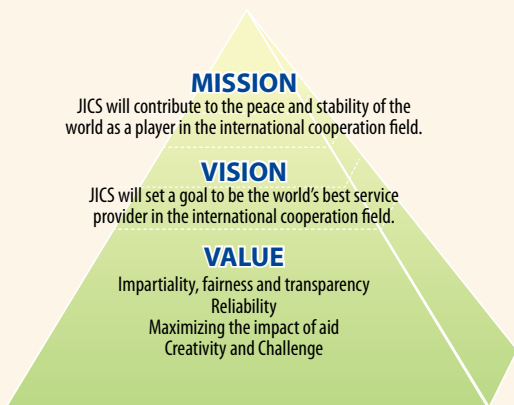 MISSION
JICS will contribute to the peace and stability of the
world as a player in the international cooperation field.
VISION
JICS will set a goal to be the world's best service
provider in the international cooperation field.
VALUE
Impartiality, fairness and transparency
Reliability
Maximizing the impact of aid
Creativity and Challenge